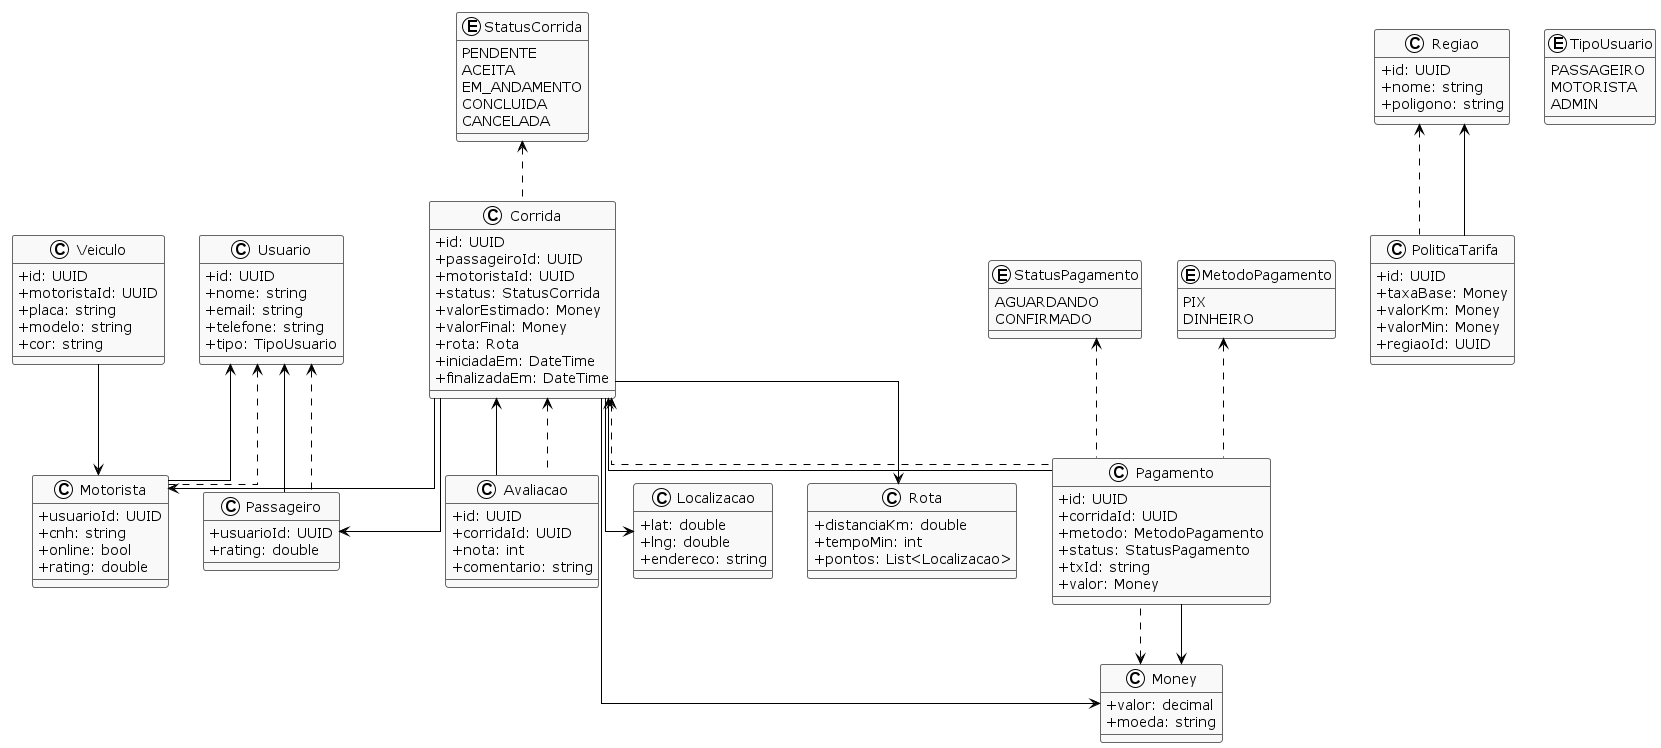 E StatusCorrida
PENDENTE
ACEITA
EM_ANDAMENTO
CONCLUIDA
CANCELADA
C Regiao
+id: UUID
+nome: string
+poligono: string
E TipoUsuario
PASSAGEIRO
MOTORISTA
ADMIN
C Veiculo
+id: UUID
+motoristaId: UUID
+placa: string
+modelo: string
+cor: string
C Usuario
+id: UUID
+nome: string
+email: string
+telefone: string
+tipo: TipoUsuario
C Corrida
+id: UUID
+passageiroId: UUID
+motoristaId: UUID
+status: StatusCorrida
+valorEstimado: Money
+valorFinal: Money
+rota: Rota
+iniciadaEm: DateTime
+finalizadaEm: DateTime
E StatusPagamento
AGUARDANDO
CONFIRMADO
E MetodoPagamento
PIX
DINHEIRO
C PoliticaTarifa
+id: UUID
+taxaBase: Money
+valorKm: Money
+valorMin: Money
+regiaoId: UUID
C Motorista
+usuarioId: UUID
+cnh: string
+online: bool
+rating: double
C Passageiro
+usuarioId: UUID
+rating: double
C Avaliacao
+id: UUID
+corridaId: UUID
+nota: int
+comentario: string
C Localizacao
+lat: double
+lng: double
+endereco: string
C Rota
+distanciaKm: double
+tempoMin: int
+pontos: List<Localizacao>
C Pagamento
+id: UUID
+corridaId: UUID
+metodo: MetodoPagamento
+status: StatusPagamento
+txId: string
+valor: Money
C Money
+valor: decimal
+moeda: string